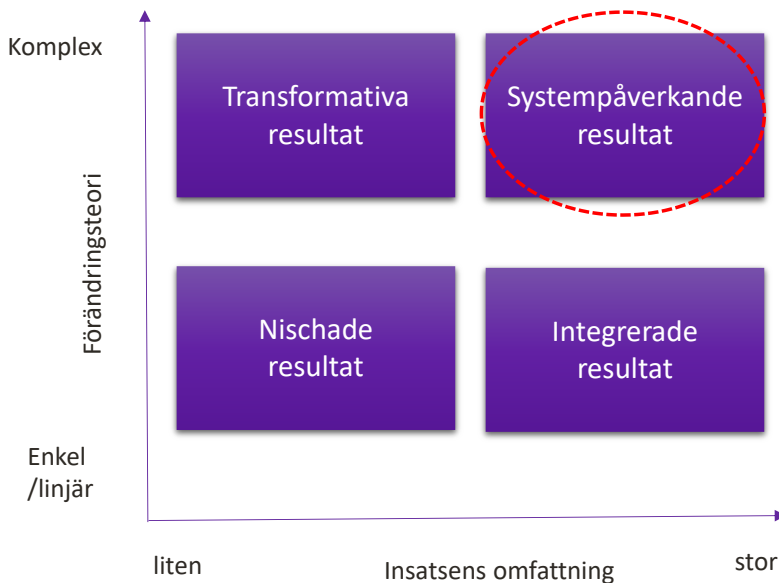 Komplex
Transformativa
resultat
Systempåverkande
resultat
Förändringsteori
Nischade
resultat
Integrerade
resultat
Enkel
/linjär
liten
Insatsens omfattning
stor